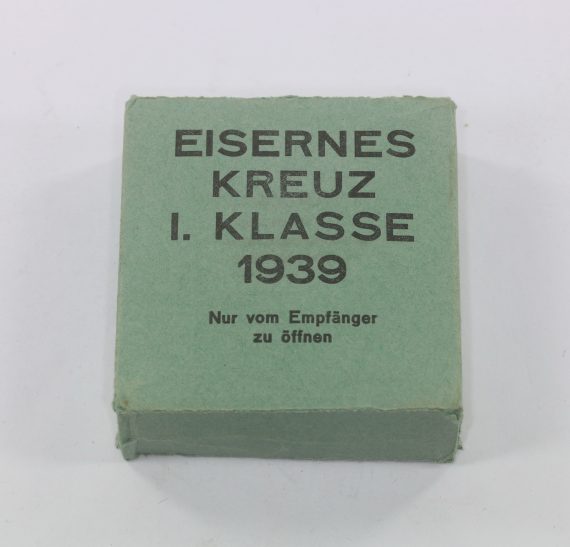 EISERNES
KREUZ
I. KLASSE
1939
Nur vom Empfänger
zu öffnen